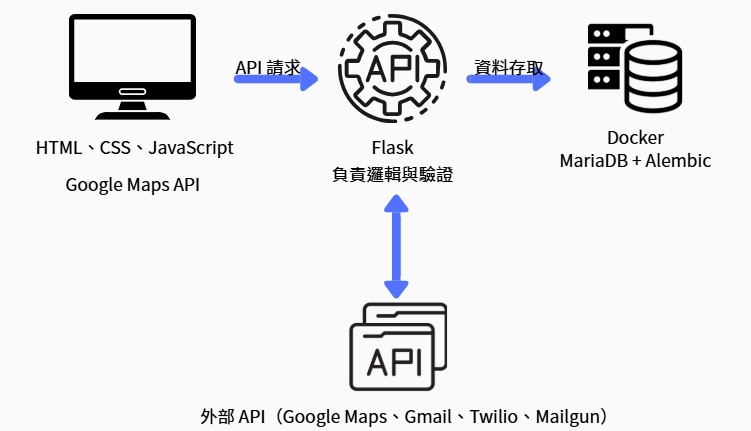 API 請求
API
資料存取
HTML、CSS、JavaScript
Google Maps API
Flask
負責邏輯與驗證
Docker
MariaDB + Alembic
API
外部 API（Google Maps、Gmail、Twilio、Mailgun）